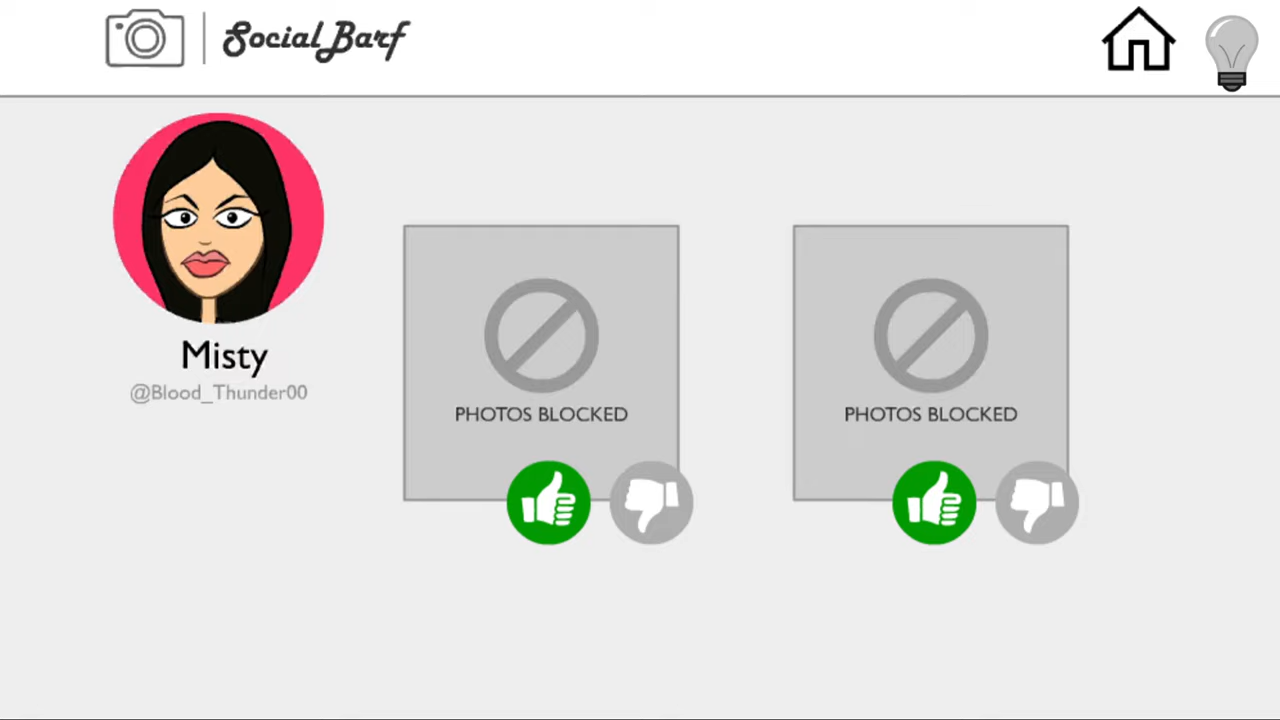 Social Barf
Misty
@Blood_Thunder00
PHOTOS BLOCKED
PHOTOS BLOCKED